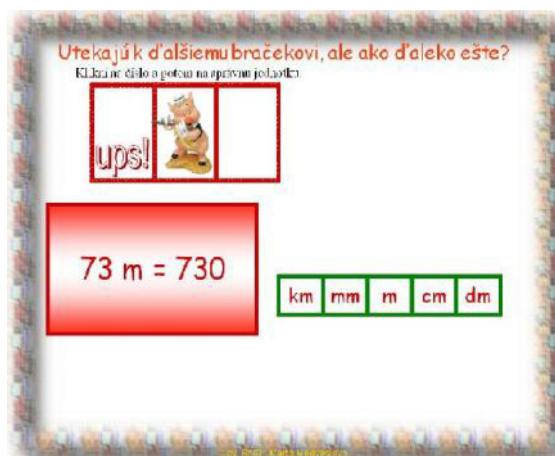 Utekajú k ďalšiemu bračekovi, ale ako ďaleko ešte?
Klikni na číslo a potom na správnu jednotku
ups!
73 m = 730
km mm m cm dm